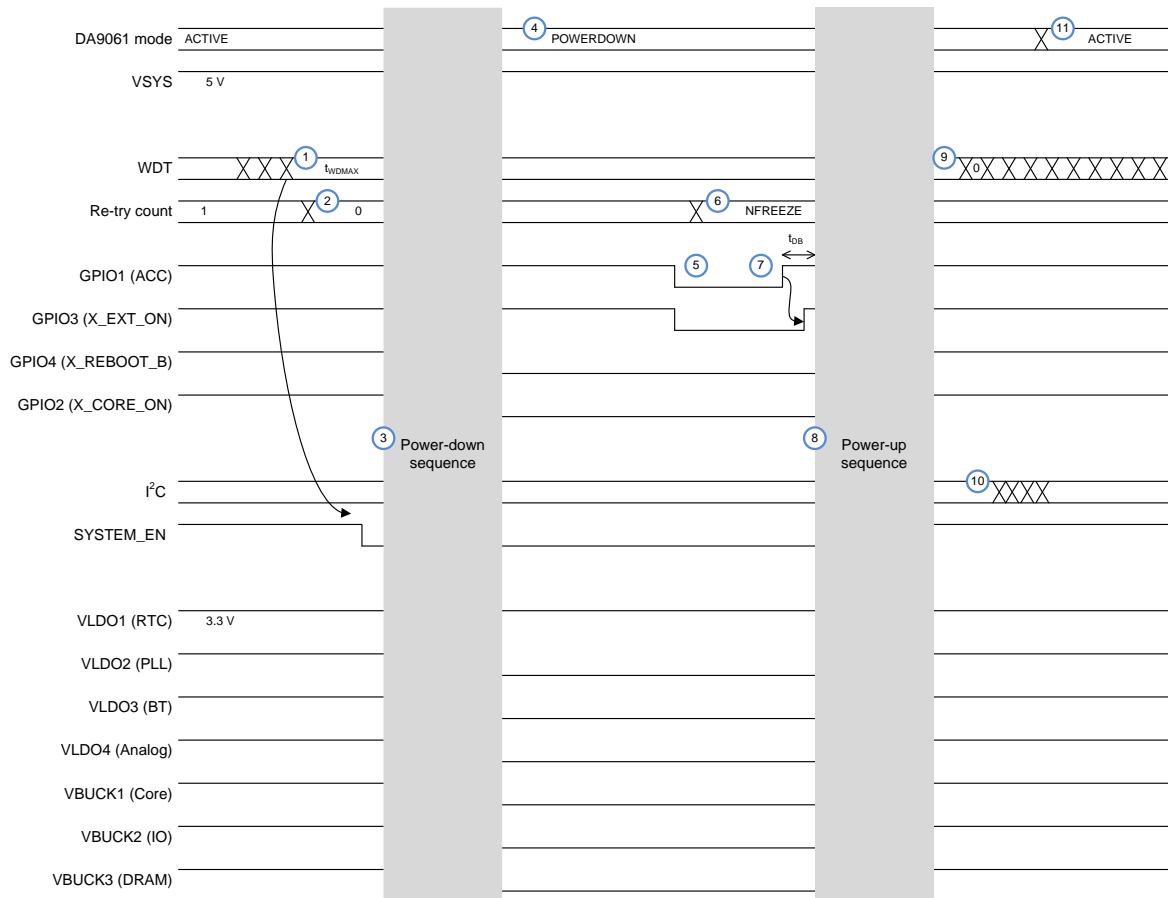 DA9061 mode ACTIVE 4 POWERDOWN 11 ACTIVE
VSYS 5 V
WDT 1 tWDMAX 9 0
Re-try count 1 2 0 6 NFREEZE
tDB
GPIO1 (ACC) 5 7
GPIO3 (X_EXT_ON)
GPIO4 (X_REBOOT_B)
GPIO2 (X_CORE_ON)
3 Power-down 8 Power-up
sequence sequence
I2C 10
SYSTEM_EN
VLDO1 (RTC) 3.3 V
VLDO2 (PLL)
VLDO3 (BT)
VLDO4 (Analog)
VBUCK1 (Core)
VBUCK2 (IO)
VBUCK3 (DRAM)